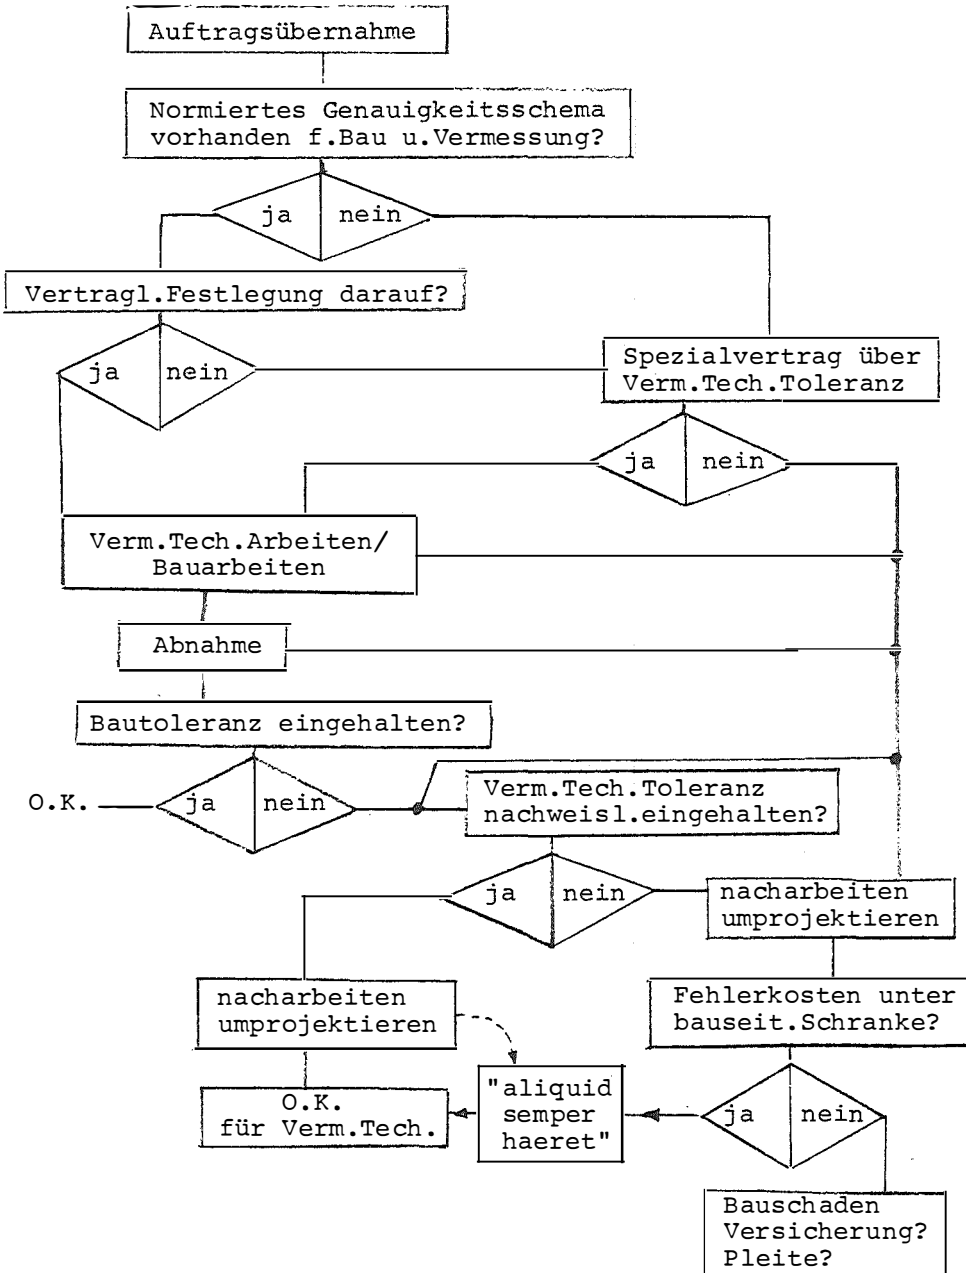 Auftragsübernahme
Normiertes Genauigkeitsschema
vorhanden f.Bau u.Vermessung?
ja nein
Vertragl.Festlegung darauf?
ja nein
Spezialvertrag über
Verm.Tech.Toleranz
ja nein
Verm.Tech.Arbeiten/
Bauarbeiten
Abnahme
Bautoleranz eingehalten?
O.K. ja nein
Verm.Tech.Toleranz
nachweisl.eingehalten?
ja nein
nacharbeiten
umprojektieren
nacharbeiten
umprojektieren
Fehlerkosten unter
bauseit.Schranke?
O.K.
für Verm.Tech.
"aliquid
semper
haeret"
ja nein
Bauschaden
Versicherung?
Pleite?